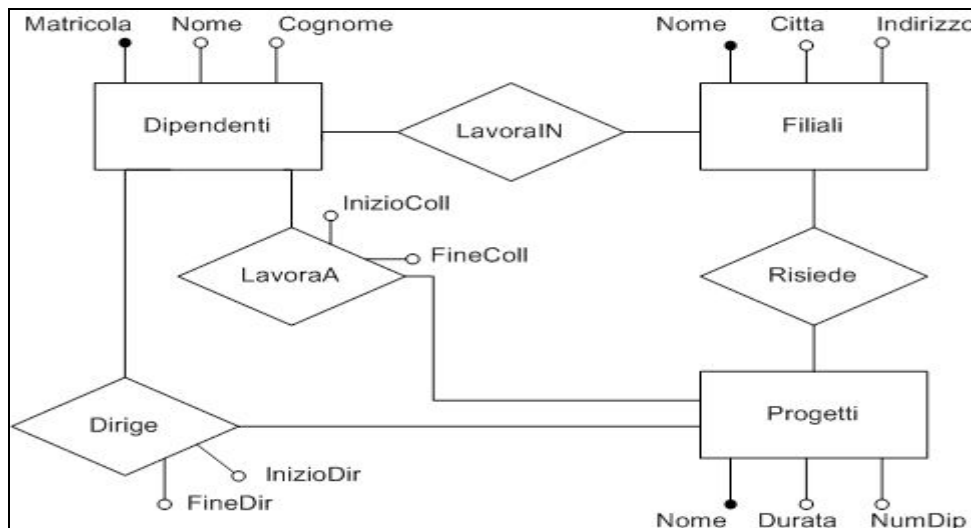 Matricola Nome Cognome
Nome Citta Indirizzo
Dipendenti
LavoraIN
Filiali
InizioColl
FineColl
LavoraA
Risiede
Dirige
Progetti
InizioDir
FineDir
Nome Durata NumDip